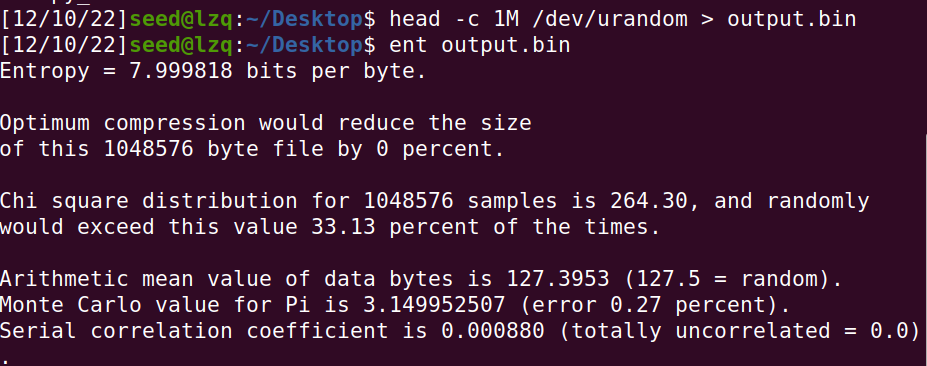 [12/10/22]seed@lzq:~/Desktop$ head -c 1M /dev/urandom > output.bin
[12/10/22]seed@lzq:~/Desktop$ ent output.bin
Entropy = 7.999818 bits per byte.
Optimum compression would reduce the size
of this 1048576 byte file by 0 percent.
Chi square distribution for 1048576 samples is 264.30, and randomly
would exceed this value 33.13 percent of the times.
Arithmetic mean value of data bytes is 127.3953 (127.5 = random).
Monte Carlo value for Pi is 3.149952507 (error 0.27 percent).
Serial correlation coefficient is 0.000880 (totally uncorrelated = 0.0)
.